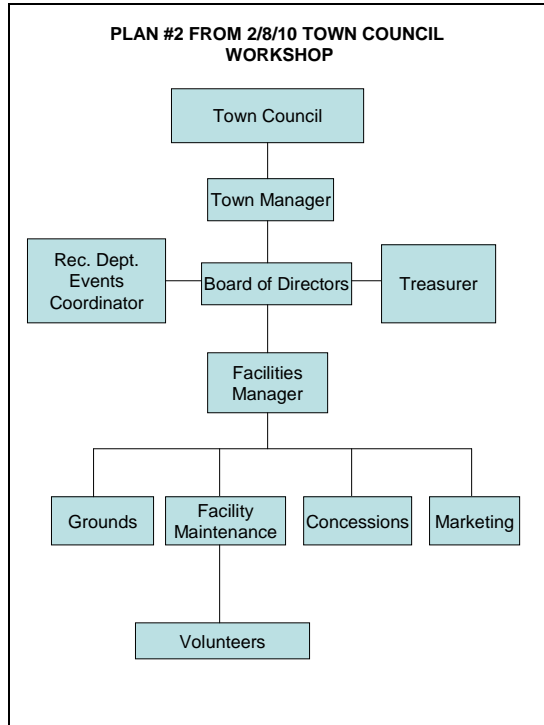 PLAN #2 FROM 2/8/10 TOWN COUNCIL
WORKSHOP
Town Council
Town Manager
Rec. Dept.
Events
Coordinator
Board of Directors
Treasurer
Facilities
Manager
Grounds
Facility
Maintenance
Concessions
Marketing
Volunteers